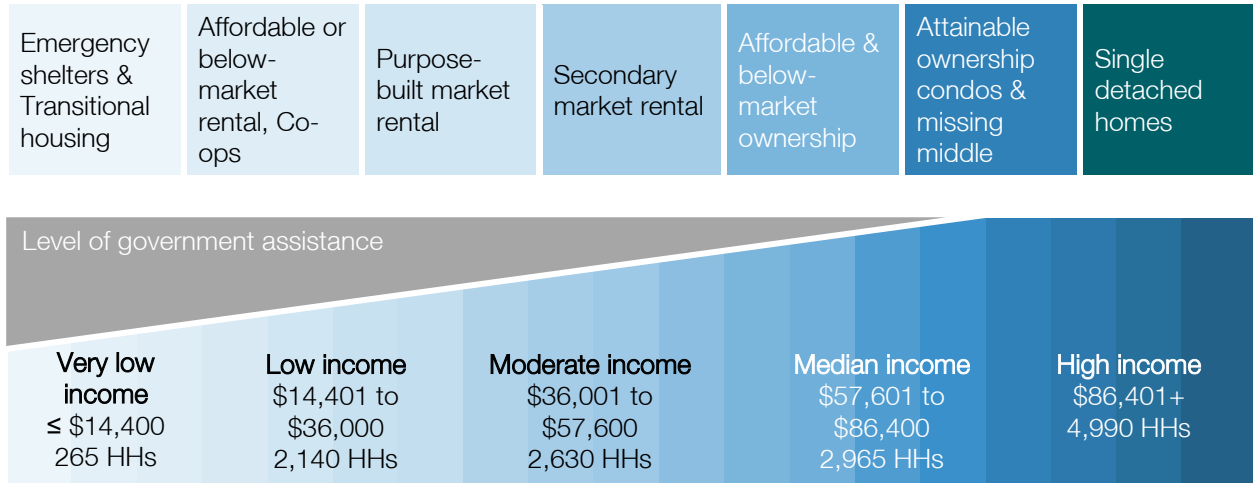 Emergency
shelters &
Transitional
housing
Affordable or
below-
market
rental, Co-
ops
Purpose-
built market
rental
Secondary
market rental
Affordable &
below-
market
ownership
Attainable
ownership
condos &
missing
middle
Single
detached
homes
Level of government assistance
Very low
income
≤ $14,400
265 HHs
Low income
$14,401 to
$36,000
2,140 HHs
Moderate income
$36,001 to
$57,600
2,630 HHs
Median income
$57,601 to
$86,400
2,965 HHs
High income
$86,401+
4,990 HHs